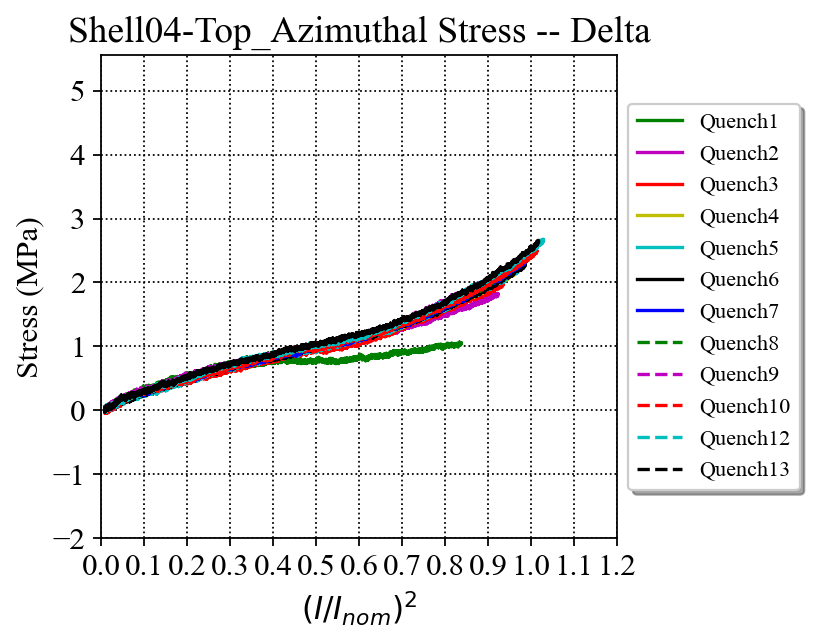 Shell04-Top_Azimuthal Stress -- Delta
Stress (MPa)
5
4
3
2
1
0
−1
−2
0.0 0.1 0.2 0.3 0.4 0.5 0.6 0.7 0.8 0.9 1.0 1.1 1.2
(I/I_{nom})^2
Quench1
Quench2
Quench3
Quench4
Quench5
Quench6
Quench7
Quench8
Quench9
Quench10
Quench12
Quench13